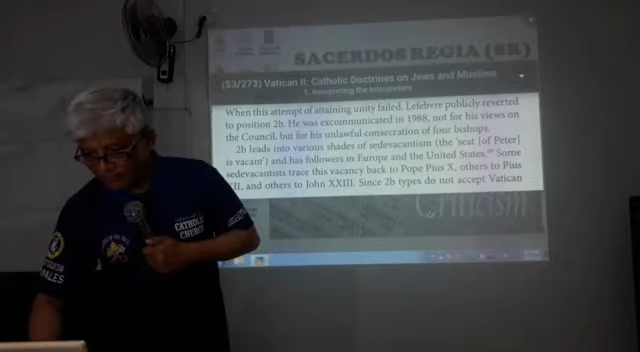 SACERDOS REGIA (SR)
(53/273) Vatican II: Catholic Doctrines on Jews and Muslims
1. Interpreting the Interpreters
When this attempt of attaining unity failed, Lefebvre publicly reverted
to position 2b. He was excommunicated in 1988, not for his views on
the Council, but for his unlawful consecration of four bishops.
2b leads into various shades of sedevacantism (the 'seat [of Peter]
is vacant') and has followers in Europe and the United States. Some
sedevacantists trace this vacancy back to Pope Pius X, others to Pius
XII, and others to John XXIII. Since 2b types do not accept Vatican
Criticism
CATHOLIC
CHURCH